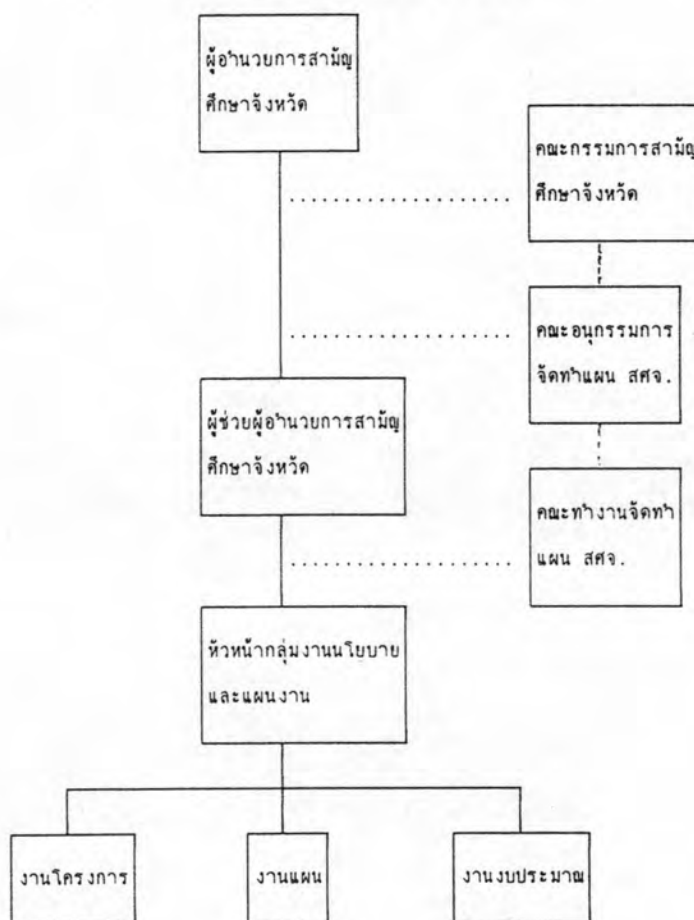 ผู้อำนวยการสามัญ
ศึกษาจังหวัด
คณะกรรมการสามัญ
ศึกษาจังหวัด
คณะอนุกรรมการ
จัดทำแผน สศจ.
ผู้ช่วยผู้อำนวยการสามัญ
ศึกษาจังหวัด
คณะทำงานจัดทำ
แผน สศจ.
หัวหน้ากลุ่มงานนโยบาย
และแผนงาน
งานโครงการ
งานแผน
งานงบประมาณ